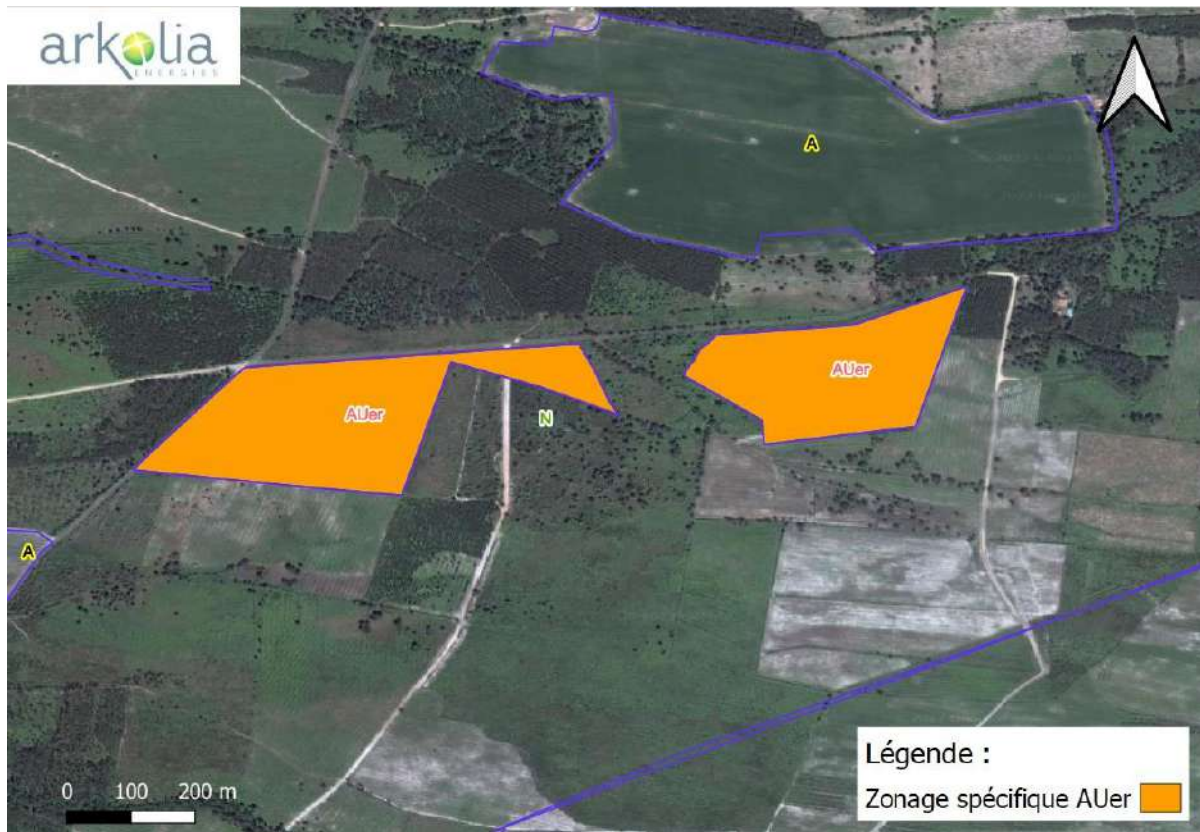 arkolia
ENERGIES
A
AUer
AUer
N
A
0 100 200 m
Légende :
Zonage spécifique AUer